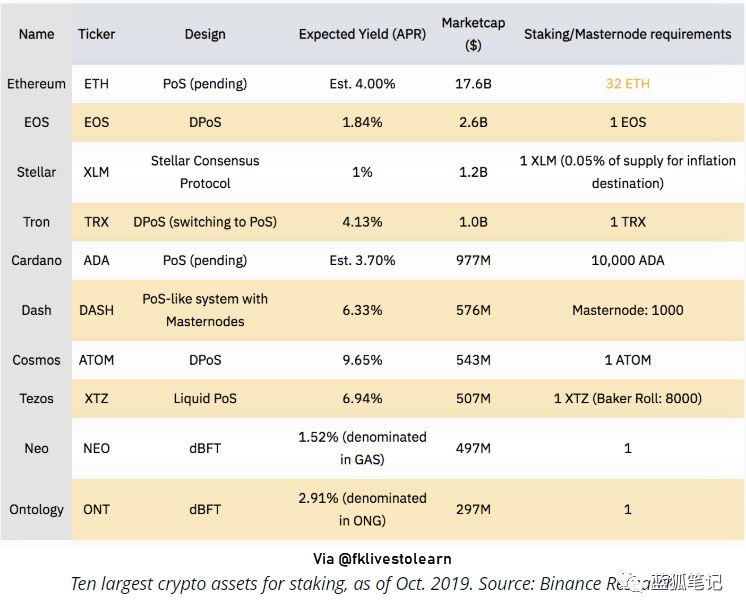 Name Ticker Design Expected Yield (APR) Marketcap ($) Staking/Masternode requirements
Ethereum ETH PoS (pending) Est. 4.00% 17.6B 32 ETH
EOS EOS DPoS 1.84% 2.6B 1 EOS
Stellar XLM Stellar Consensus Protocol 1% 1.2B 1 XLM (0.05% of supply for inflation destination)
Tron TRX DPoS (switching to PoS) 4.13% 1.0B 1 TRX
Cardano ADA PoS (pending) Est. 3.70% 977M 10,000 ADA
Dash DASH PoS-like system with Masternodes 6.33% 576M Masternode: 1000
Cosmos ATOM DPoS 9.65% 543M 1 ATOM
Tezos XTZ Liquid PoS 6.94% 507M 1 XTZ (Baker Roll: 8000)
Neo NEO dBFT 1.52% (denominated in GAS) 497M 1
Ontology ONT dBFT 2.91% (denominated in ONG) 297M 1
Via @fklivestolearn
Ten largest crypto assets for staking, as of Oct. 2019. Source: Binance
蓝狐笔记